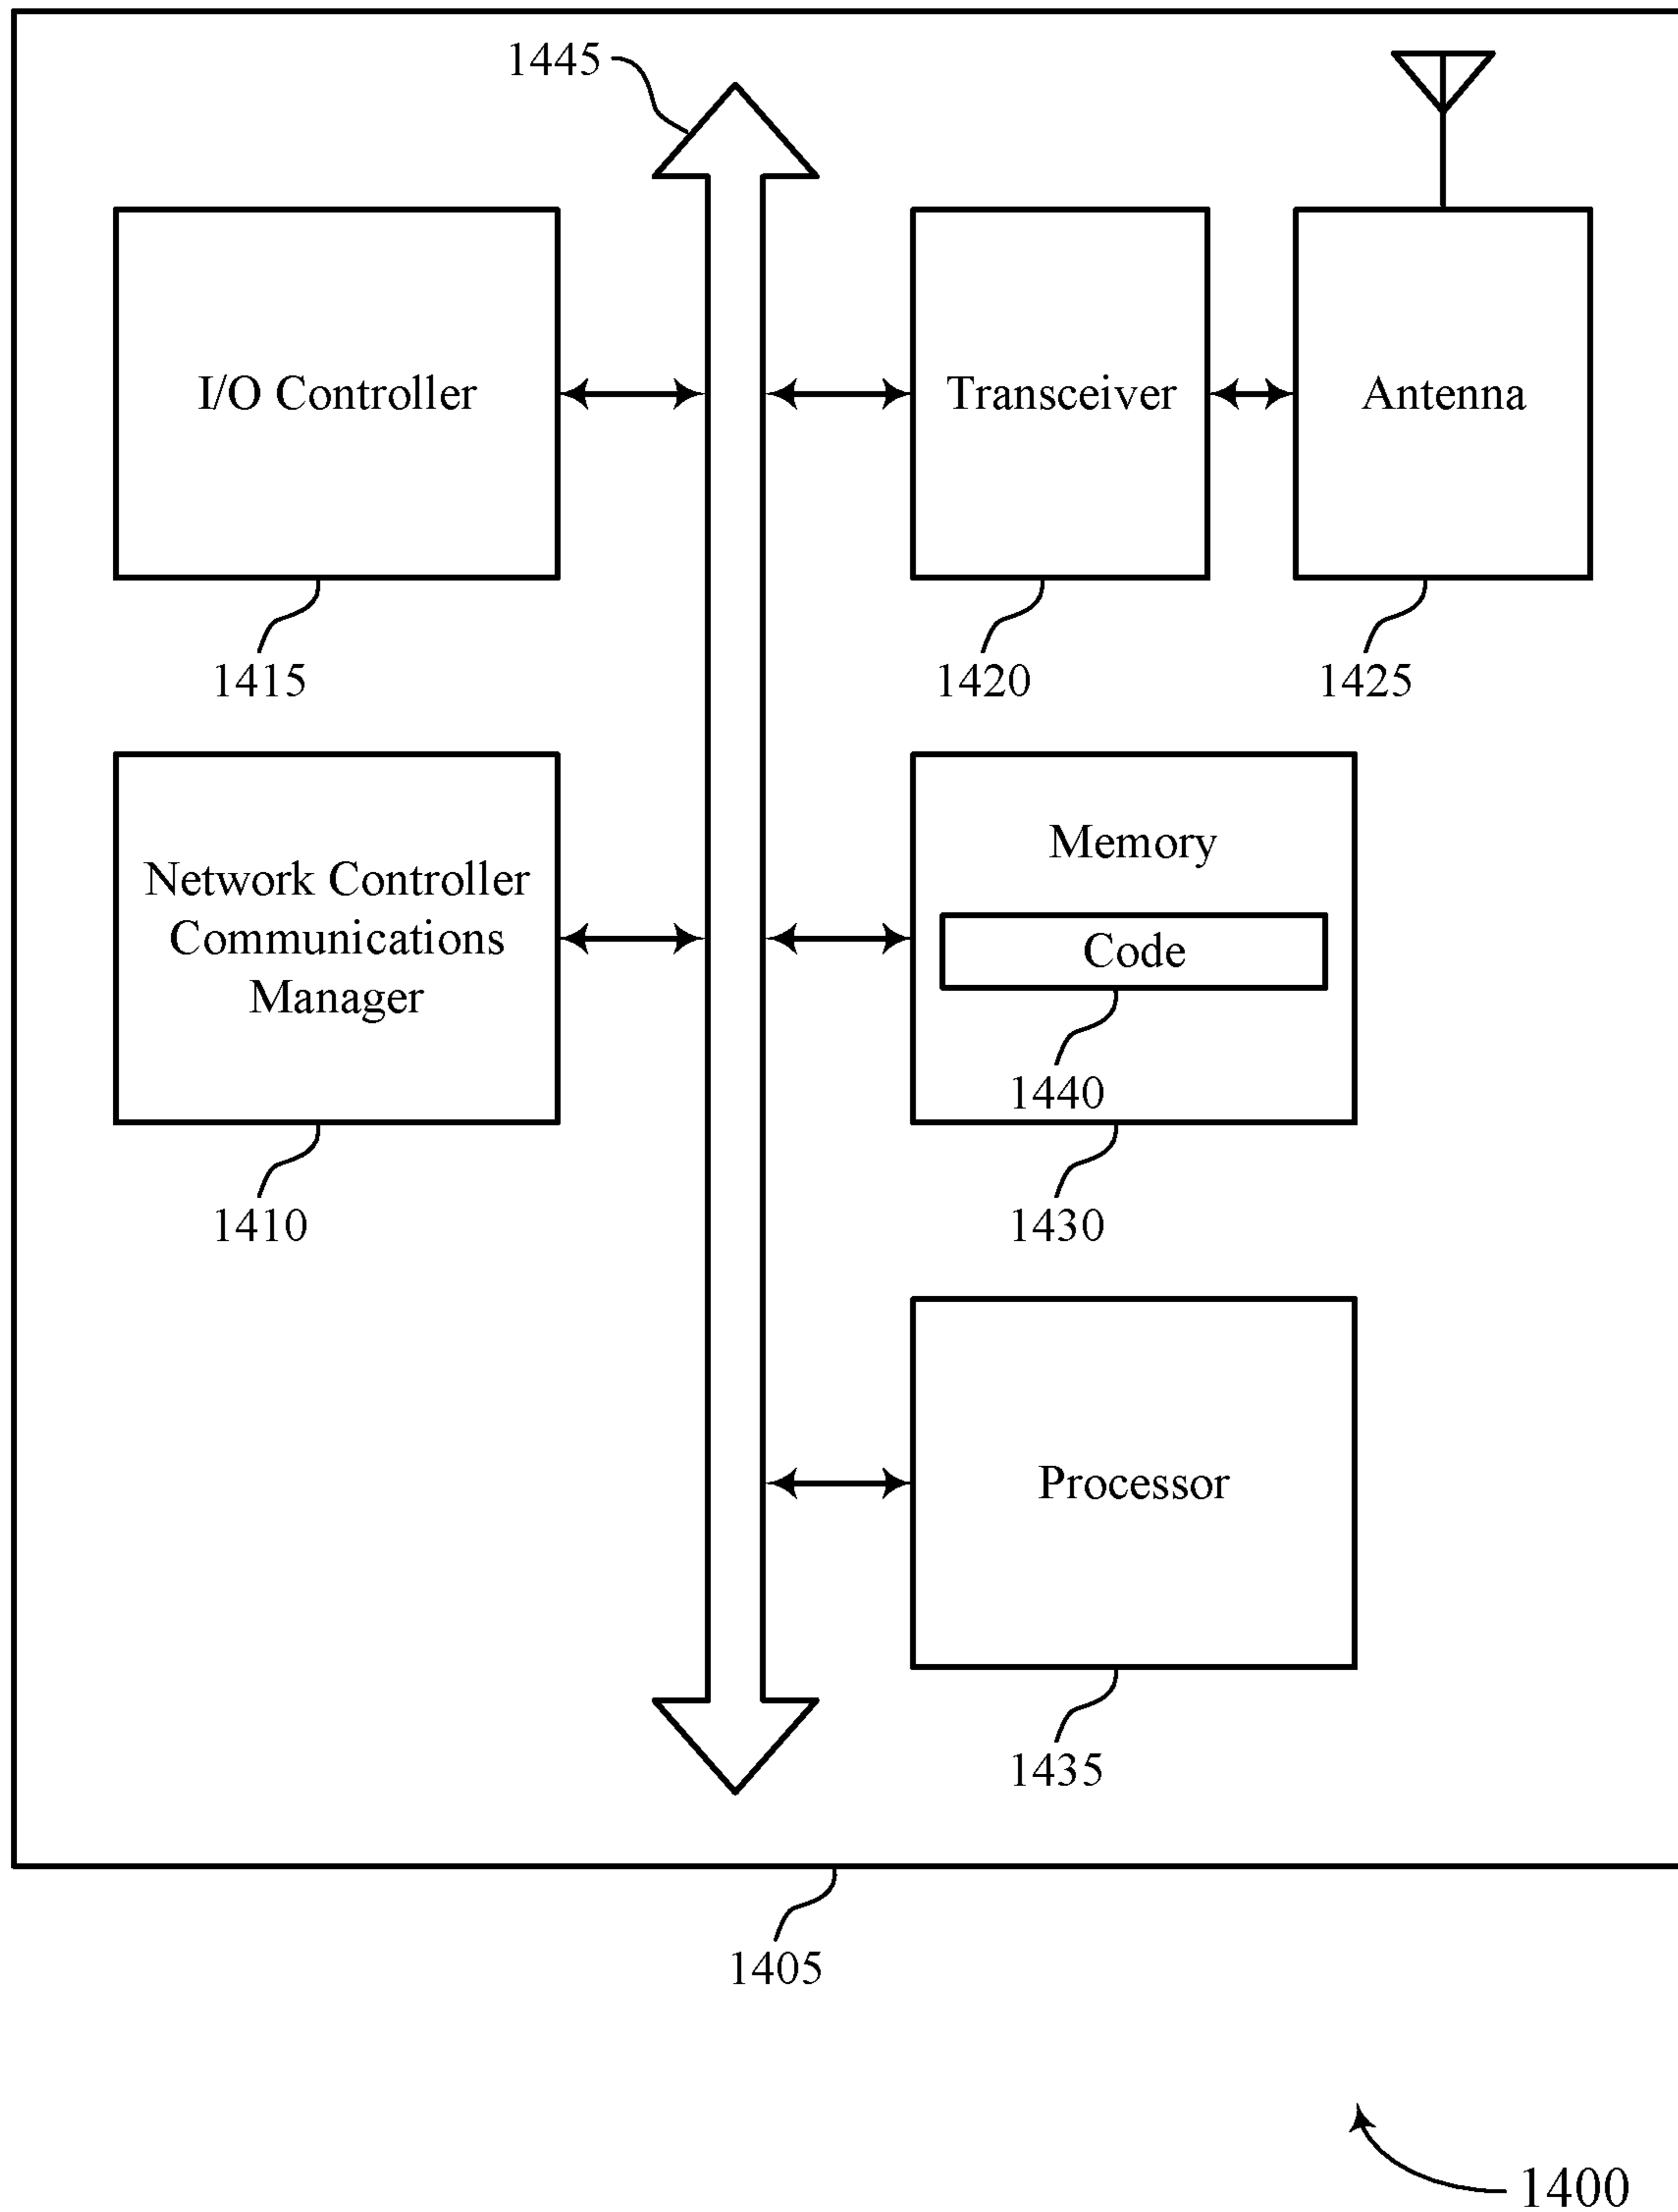 1445
I/O Controller
Transceiver
Antenna
1415
1420
1425
Network Controller
Communications
Manager
Memory
Code
1440
1410
1430
Processor
1435
1405
1400